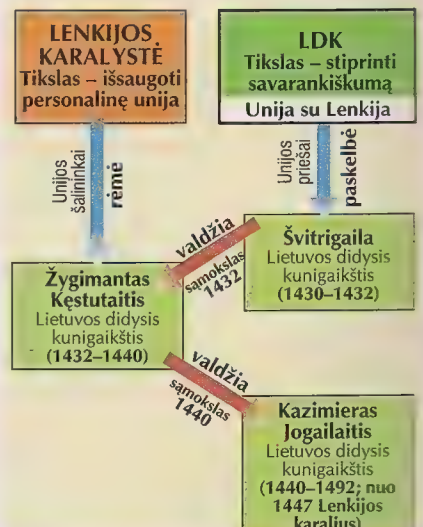 LENKIJOS
KARALYSTĖ
Tikslas – išsaugoti
personalinę unija
LDK
Tikslas – stiprinti
savarankiškumą
Unija su Lenkija
Unijos
šalininkai
rėmė
Unijos
priešai
paskelbė
Švitrigaila
Lietuvos didysis
kunigaikštis
(1430–1432)
valdžia
sąmokslas
1432
Žygimantas
Kęstutaitis
Lietuvos didysis
kunigaikštis
(1432–1440)
valdžia
sąmokslas
1440
Kazimieras
Jogailaitis
Lietuvos didysis
kunigaikštis
(1440–1492; nuo
1447 Lenkijos
karalius)